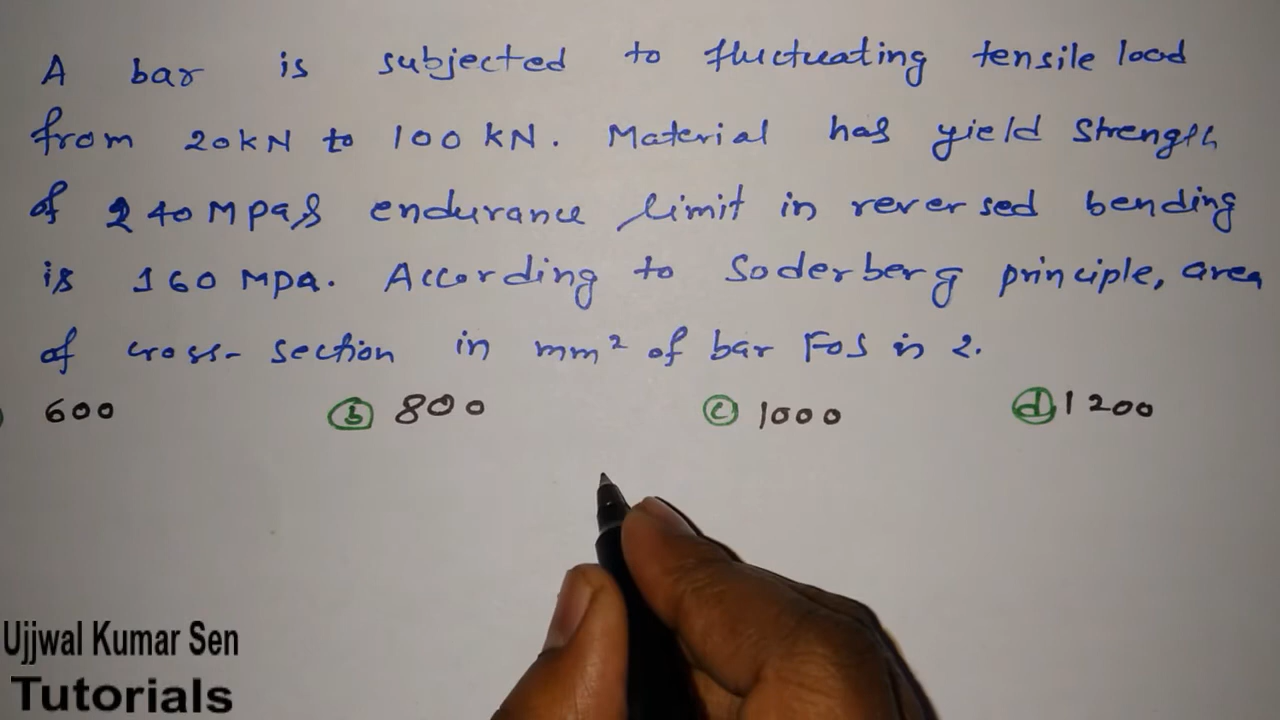 A bar is subjected to fluctuating tensile load
from 20kN to 100 kN. Material has yield strength
of 240 Mpa & endurance limit in reversed bending
is 160 Mpa. According to Soderberg principle, area
of cross-section in mm² of bar FoS is 2.
600 (b) 800 (c) 1000 (d) 1200
Ujjwal Kumar Sen
Tutorials